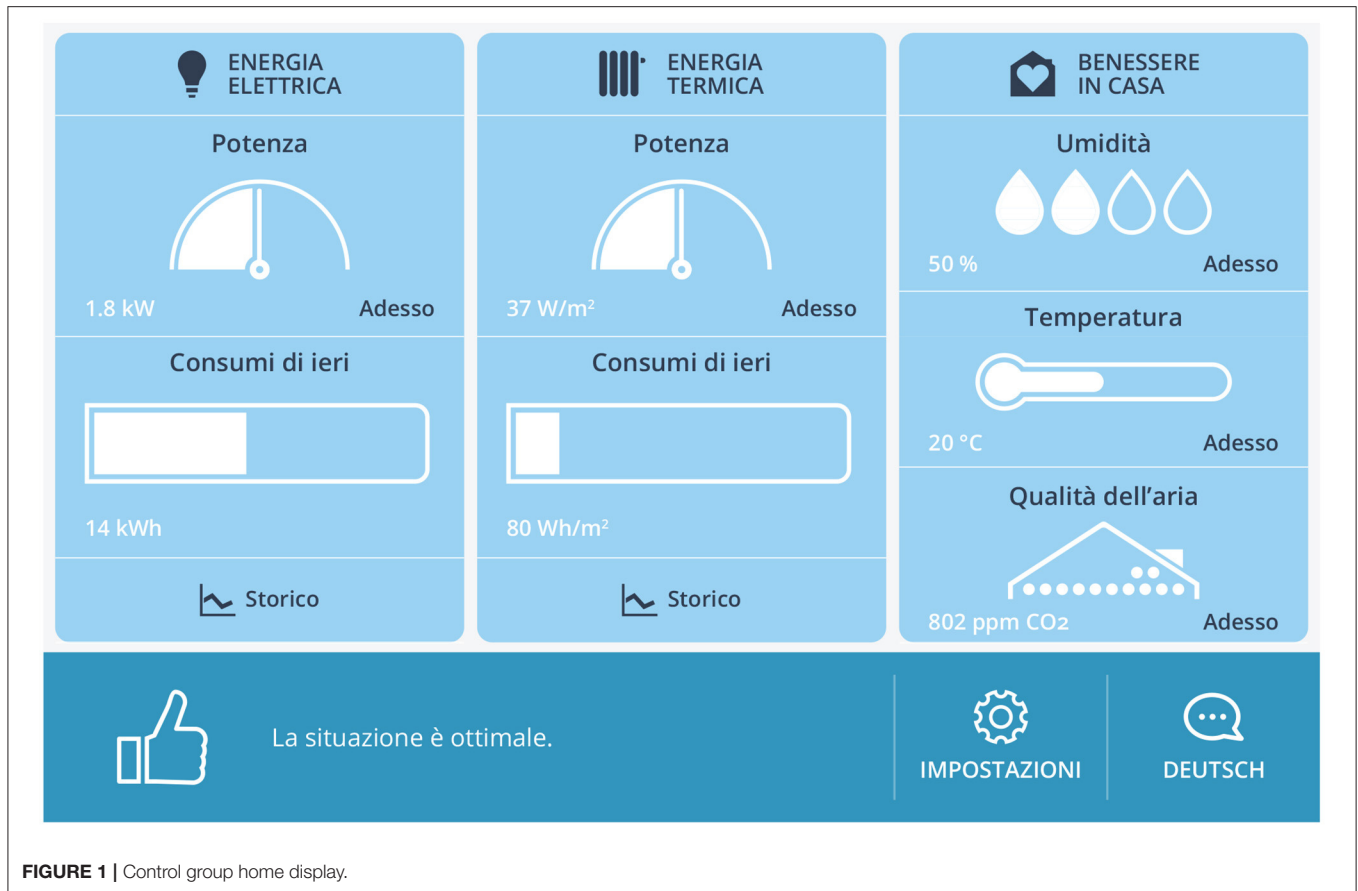 ENERGIA
ELETTRICA
Potenza
1.8 kW
Adesso
Consumi di ieri
14 kWh
Storico
ENERGIA
TERMICA
Potenza
37 W/m²
Adesso
Consumi di ieri
80 Wh/m²
Storico
BENESSERE
IN CASA
Umidità
50 %
Adesso
Temperatura
20 °C
Adesso
Qualità dell’aria
802 ppm CO2
Adesso
La situazione è ottimale.
IMPOSTAZIONI
DEUTSCH
FIGURE 1 | Control group home display.